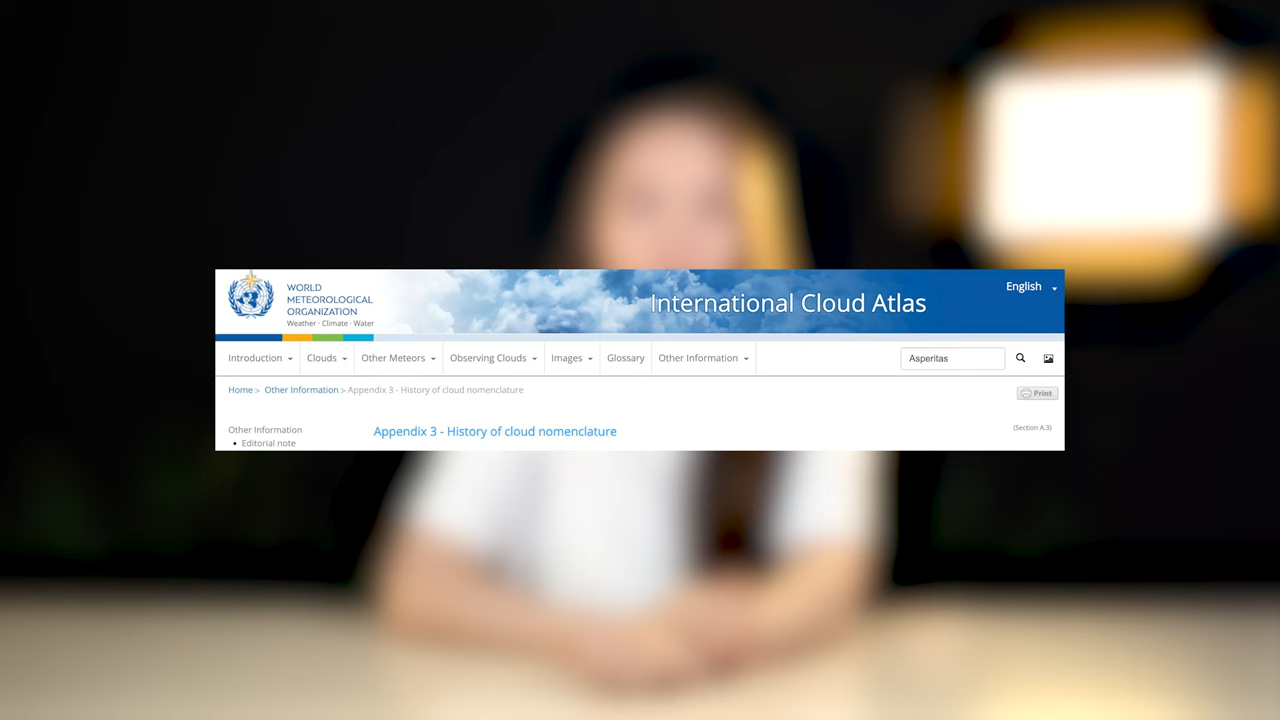 WORLD
METEOROLOGICAL
ORGANIZATION
Weather · Climate · Water
International Cloud Atlas
English
Introduction
Clouds
Other Meteors
Observing Clouds
Images
Glossary
Other Information
Asperitas
Home > Other Information > Appendix 3 - History of cloud nomenclature
Print
Other Information
Editorial note
Appendix 3 - History of cloud nomenclature
(Section A.3)